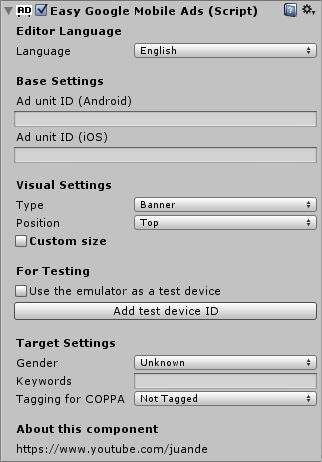 AD Easy Google Mobile Ads (Script)
Editor Language
Language English
Base Settings
Ad unit ID (Android)
Ad unit ID (iOS)
Visual Settings
Type Banner
Position Top
Custom size
For Testing
Use the emulator as a test device
Add test device ID
Target Settings
Gender Unknown
Keywords
Tagging for COPPA Not Tagged
About this component
https://www.youtube.com/juande